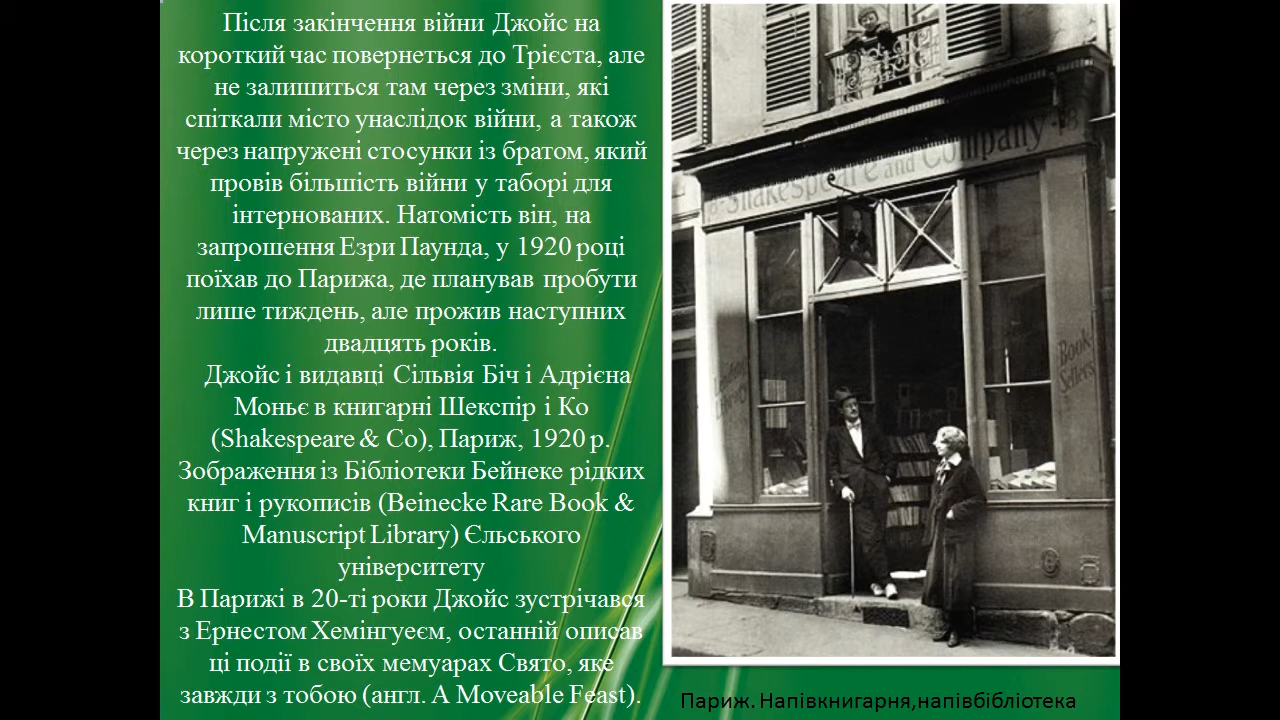 Після закінчення війни Джойс на
короткий час повернеться до Трієста, але
не залишиться там через зміни, які
спіткали місто унаслідок війни, а також
через напружені стосунки із братом, який
провів більшість війни у таборі для
інтернованих. Натомість він, на
запрошення Езри Паунда, у 1920 році
поїхав до Парижа, де планував пробути
лише тиждень, але прожив наступних
двадцять років.
Джойс і видавці Сільвія Біч і Адрієна
Моньє в книгарні Шекспір і Ко
(Shakespeare & Co), Париж, 1920 р.
Зображення із Бібліотеки Бейнеке рідких
книг і рукописів (Beinecke Rare Book &
Manuscript Library) Єльського
університету
В Парижі в 20-ті роки Джойс зустрічався
з Ернестом Хемінгуеєм, останній описав
ці події в своїх мемуарах Свято, яке
завжди з тобою (англ. A Moveable Feast).
Shakespeare and Company
Book
Sellers
Париж. Напівкнигарня,напівбібліотека